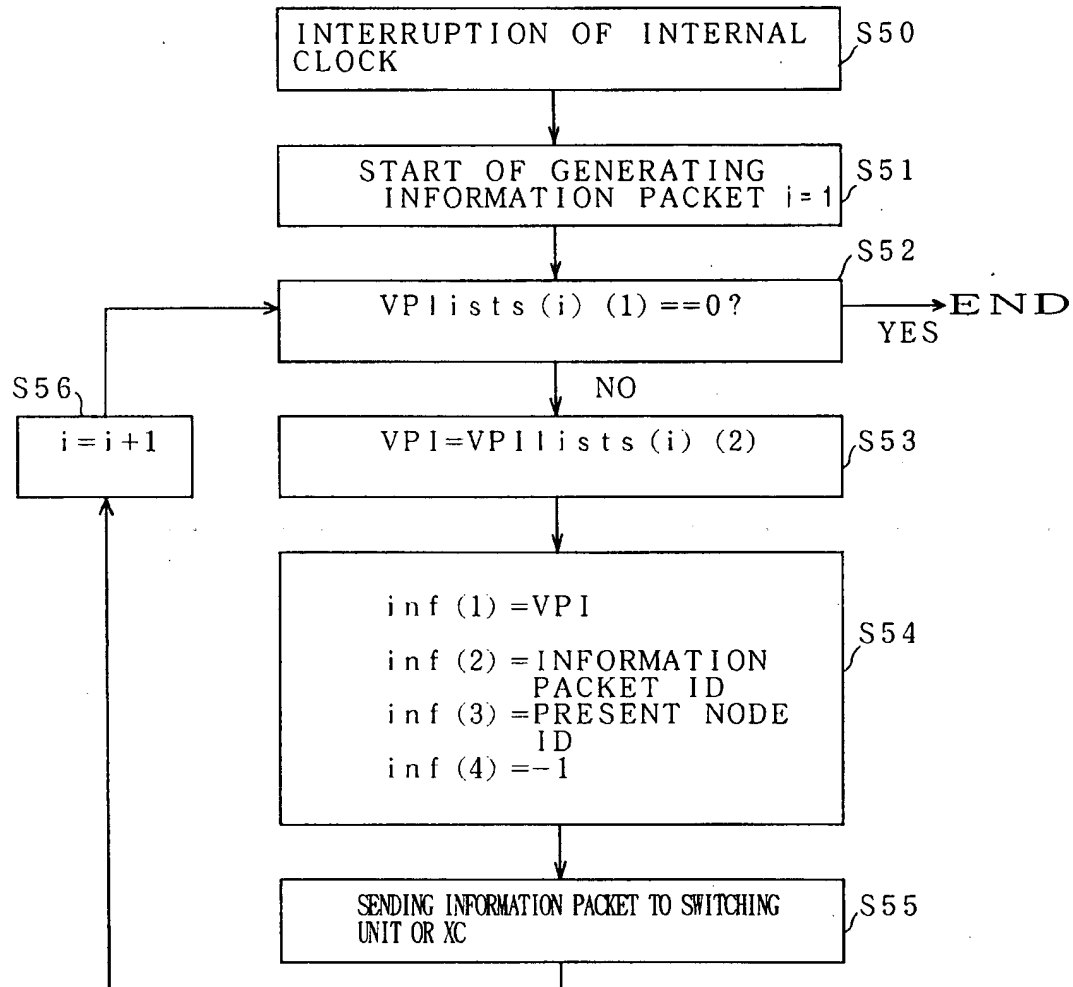 INTERRUPTION OF INTERNAL
CLOCK
S50
START OF GENERATING
INFORMATION PACKET i=1
S51
S52
VPlists(i) (1)==0?
END
YES
NO
S56
i=i+1
VPI=VPIlists(i) (2)
S53
inf(1)=VPI
inf(2)=INFORMATION
PACKET ID
inf(3)=PRESENT NODE
ID
inf(4)=-1
S54
SENDING INFORMATION PACKET TO SWITCHING
UNIT OR XC
S55